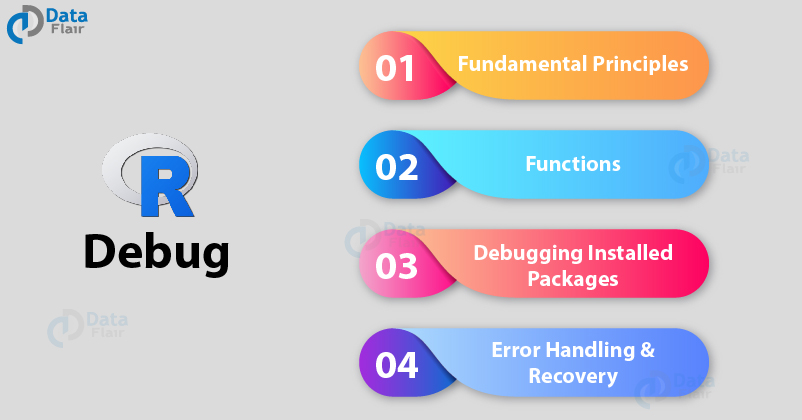 Data
Flair
R
Debug
01
Fundamental Principles
02
Functions
Data
Flair
03
Debugging Installed
Packages
Data
Flair
04
Error Handling &
Recovery
Data
Flair
Data
Flair